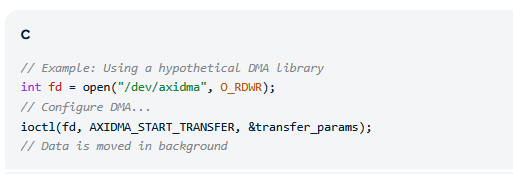 C
// Example: Using a hypothetical DMA library
int fd = open("/dev/axidma", O_RDWR);
// Configure DMA...
ioctl(fd, AXIDMA_START_TRANSFER, &transfer_params);
// Data is moved in background